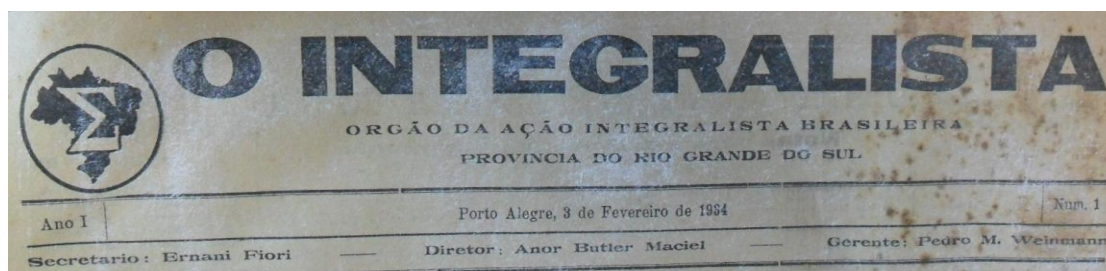 O INTEGRALISTA
ORGÃO DA AÇÃO INTEGRALISTA BRASILEIRA
PROVINCIA DO RIO GRANDE DO SUL
Ano I Porto Alegre, 3 de Fevereiro de 1934 Num. 1
Secretario: Ernani Fiori — Diretor: Anor Butler Maciel — Gerente: Pedro M. Weinmann
Σ